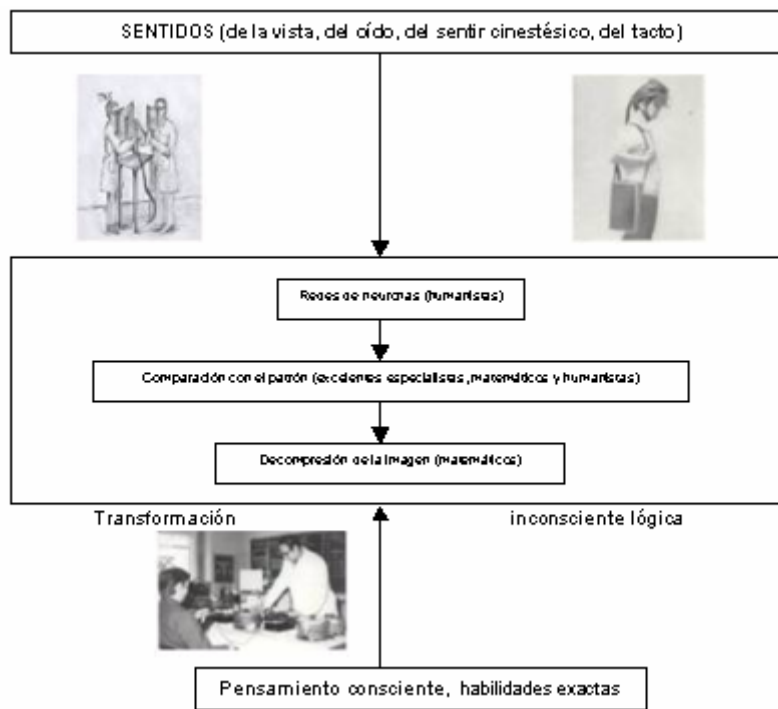 SENTIDOS (de la vista, del oído, del sentir cinestésico, del tacto)
Redes de neuronas (humanistas)
Comparación con el patrón (excelentes especialistas, matemáticos y humanistas)
Decompresión de la imagen (matemáticos)
Transformación inconsciente lógica
Pensamiento consciente, habilidades exactas